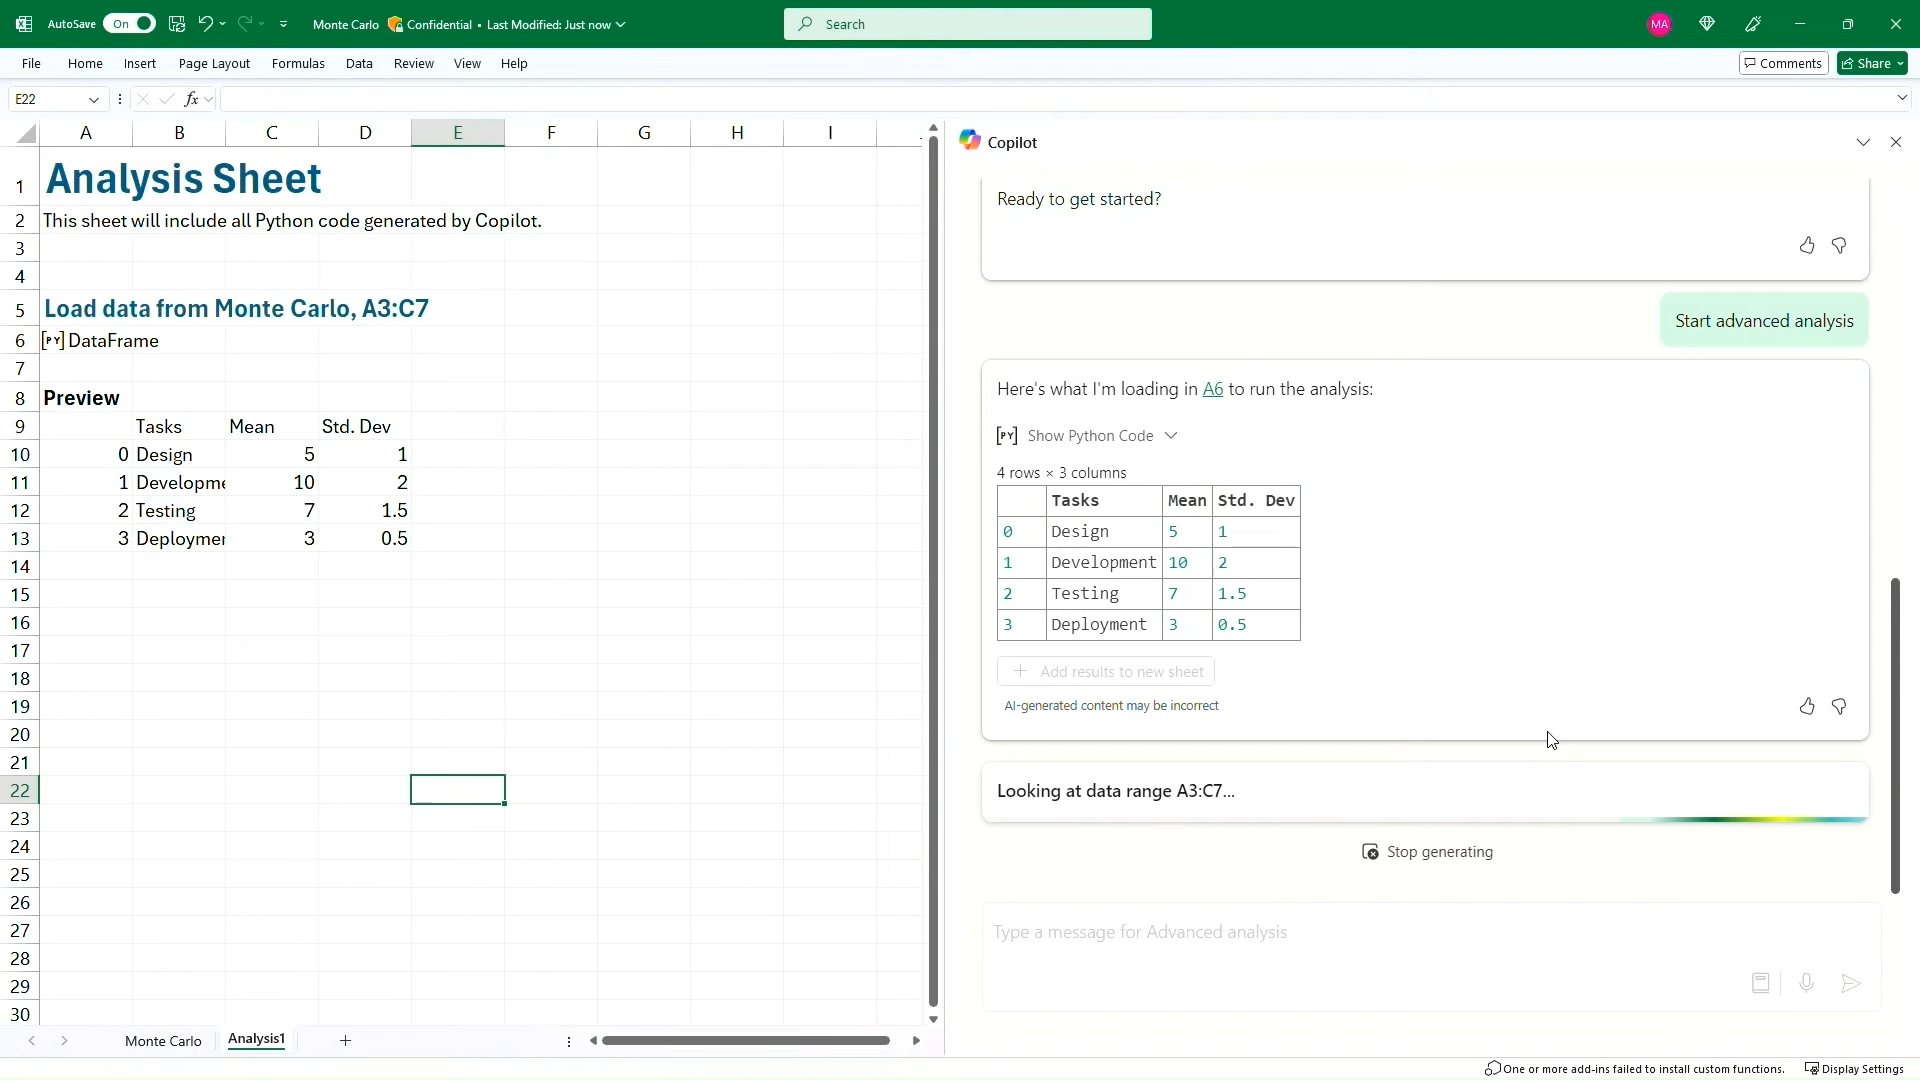 AutoSave On Monte Carlo Confidential • Last Modified: Just now Search MA
File Home Insert Page Layout Formulas Data Review View Help Comments Share
E22 fx
A B C D E F G H I
1 Analysis Sheet
2 This sheet will include all Python code generated by Copilot.
3
4
5 Load data from Monte Carlo, A3:C7
6 [PY] DataFrame
7
8 Preview
9 Tasks Mean Std. Dev
10 0 Design 5 1
11 1 Developme 10 2
12 2 Testing 7 1.5
13 3 Deploymer 3 0.5
14
15
16
17
18
19
20
21
22
23
24
25
26
27
28
29
30
Monte Carlo Analysis1
Copilot
Ready to get started?
Start advanced analysis
Here's what I'm loading in A6 to run the analysis:
[PY] Show Python Code
4 rows × 3 columns
Tasks Mean Std. Dev
0 Design 5 1
1 Development 10 2
2 Testing 7 1.5
3 Deployment 3 0.5
Add results to new sheet
AI-generated content may be incorrect
Looking at data range A3:C7...
Stop generating
Type a message for Advanced analysis
One or more add-ins failed to install custom functions. Display Settings